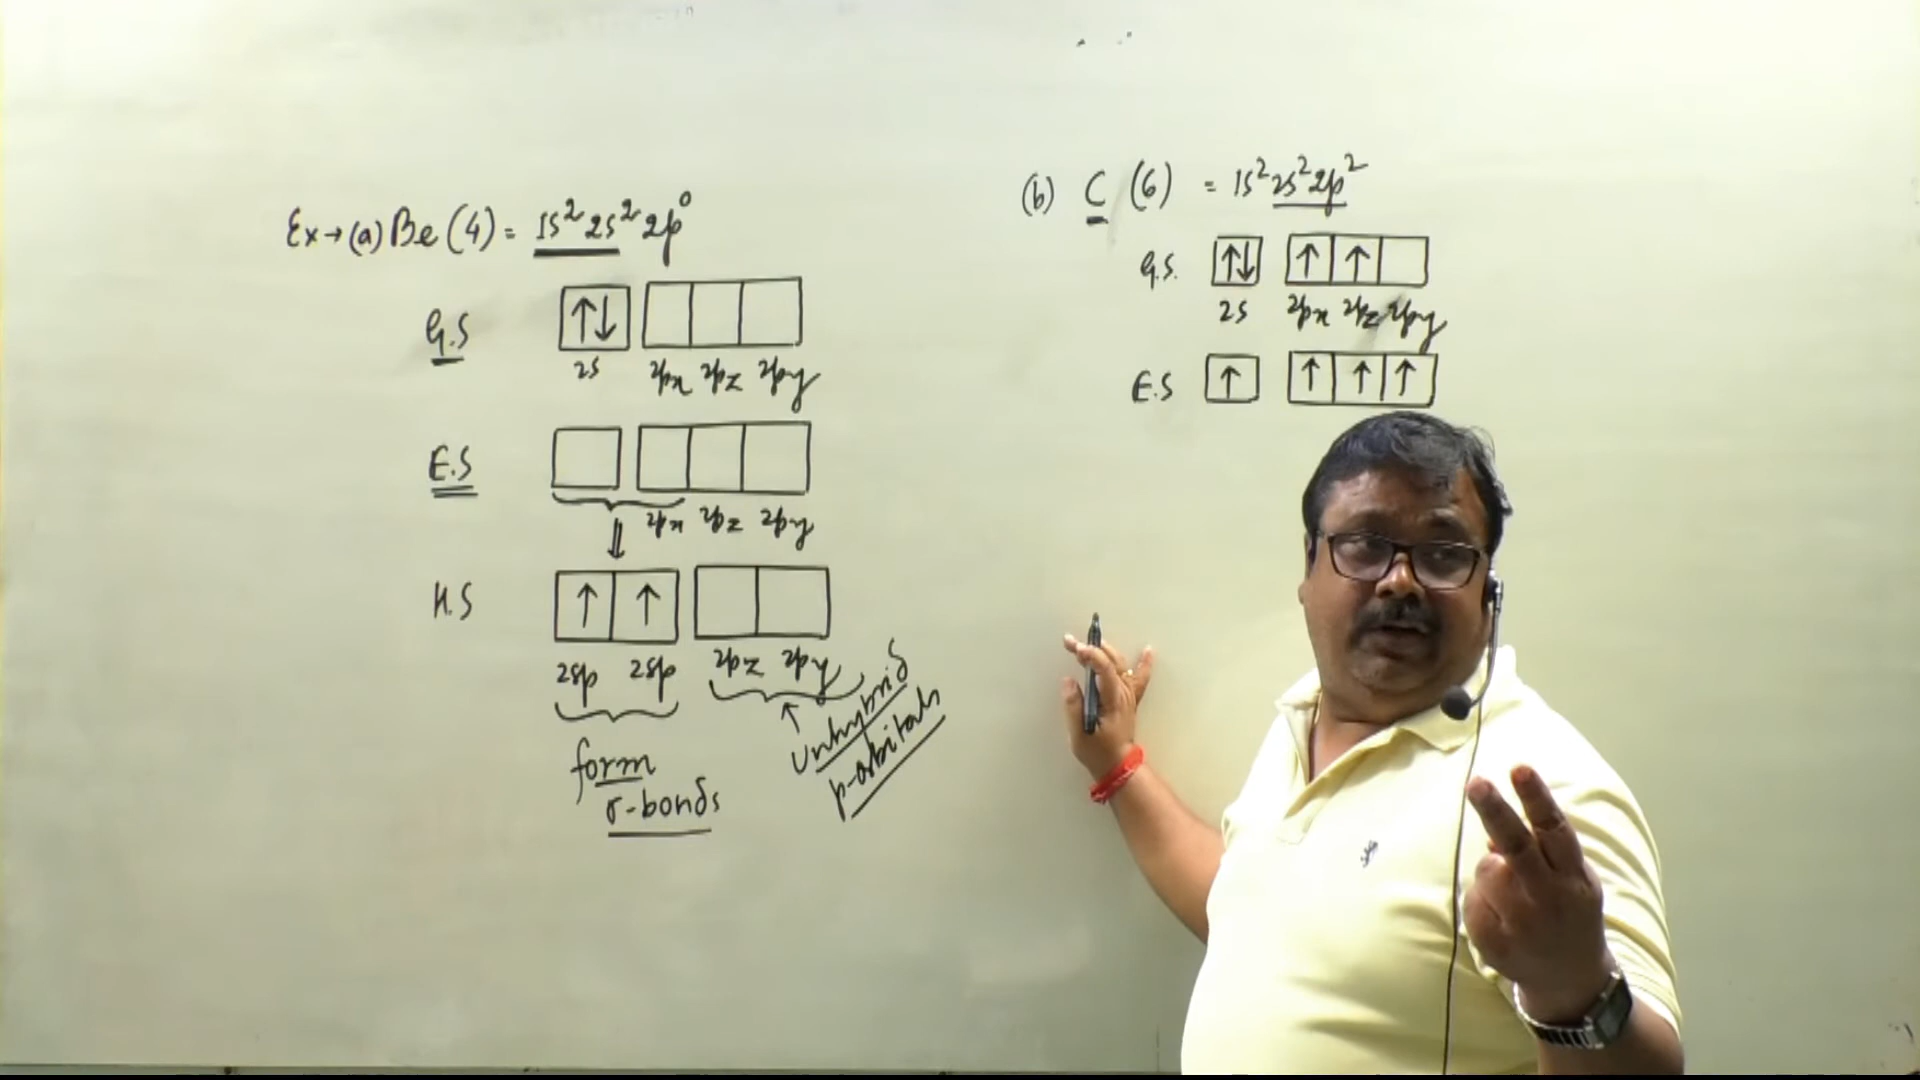 Ex→(a) Be (4) = 1s² 2s² 2p⁰
G.S ↑↓
2s 2px 2pz 2py
E.S
2px 2pz 2py
⇓
H.S ↑ ↑
2sp 2sp 2pz 2py
form
σ-bonds
↑
Unhybrid
p-orbitals
(b) C (6) = 1s² 2s² 2p²
G.S. ↑↓ ↑ ↑
2s 2px 2pz 2py
E.S ↑ ↑ ↑ ↑